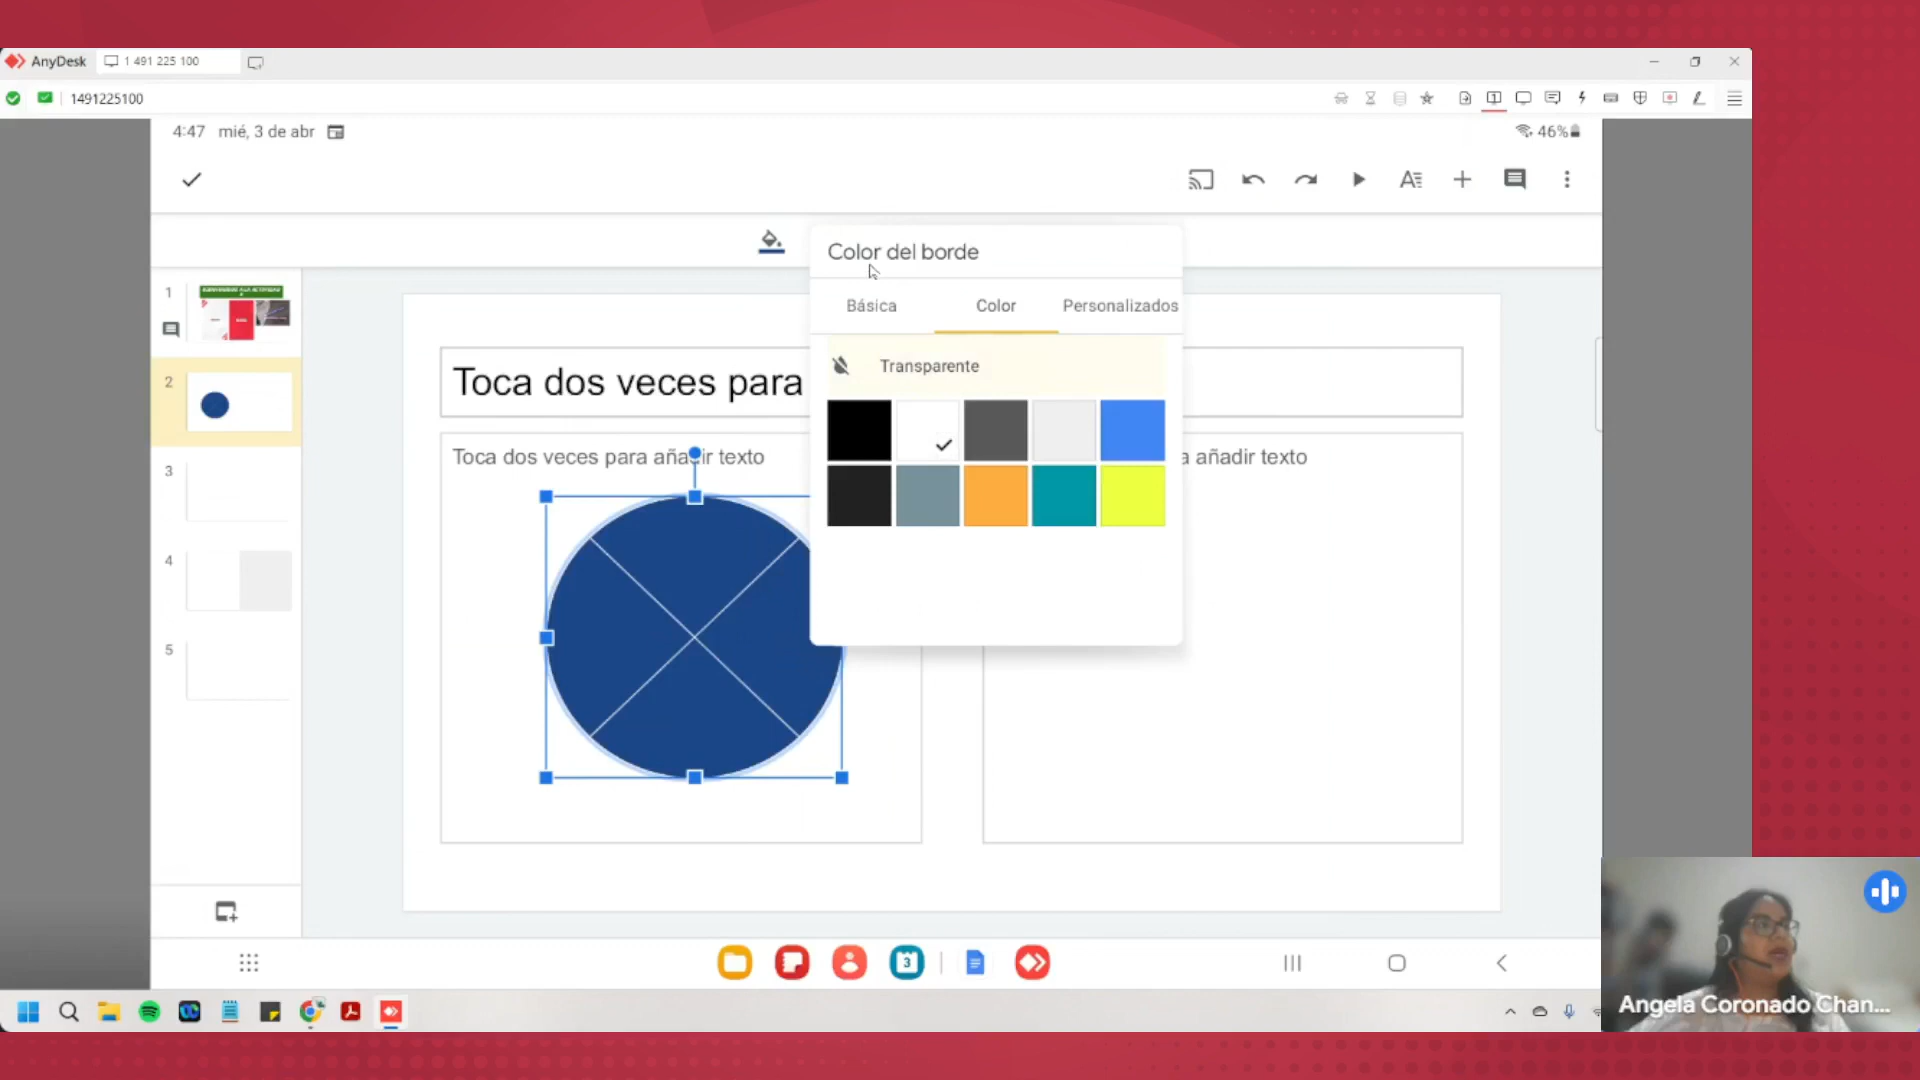 AnyDesk
1 491 225 100
1491225100
4:47 mié, 3 de abr
46%
Color del borde
Básica
Color
Personalizados
Transparente
1
2
3
4
5
Toca dos veces para
Toca dos veces para añadir texto
a añadir texto
3
Angela Coronado Chan...